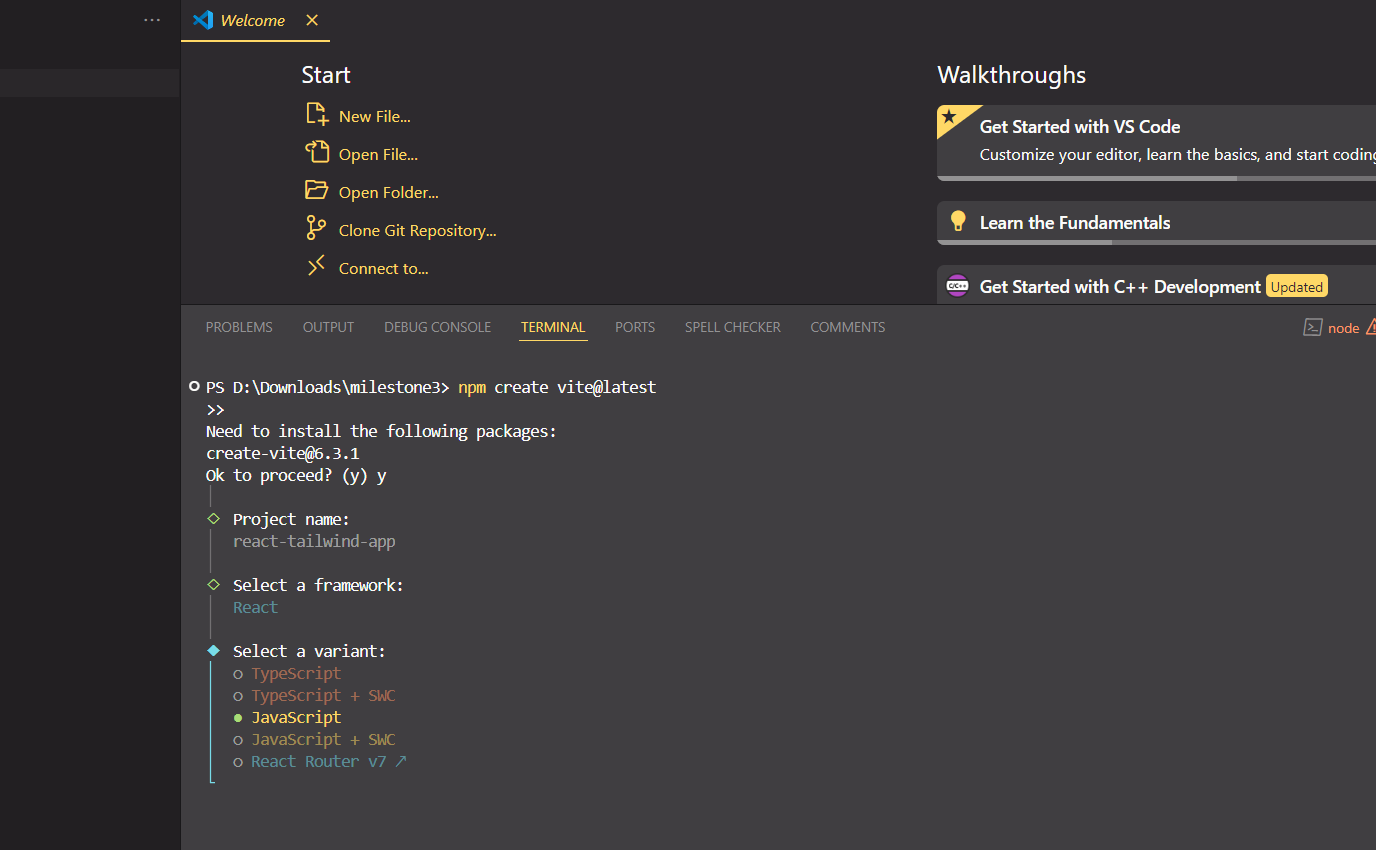 Welcome
Start
New File...
Open File...
Open Folder...
Clone Git Repository...
Connect to...
Walkthroughs
Get Started with VS Code
Customize your editor, learn the basics, and start coding
Learn the Fundamentals
C/C++
Get Started with C++ Development Updated
PROBLEMS OUTPUT DEBUG CONSOLE TERMINAL PORTS SPELL CHECKER COMMENTS
node
PS D:\Downloads\milestone3> npm create vite@latest
>>
Need to install the following packages:
create-vite@6.3.1
Ok to proceed? (y) y
Project name:
react-tailwind-app
Select a framework:
React
Select a variant:
TypeScript
TypeScript + SWC
JavaScript
JavaScript + SWC
React Router v7 ↗